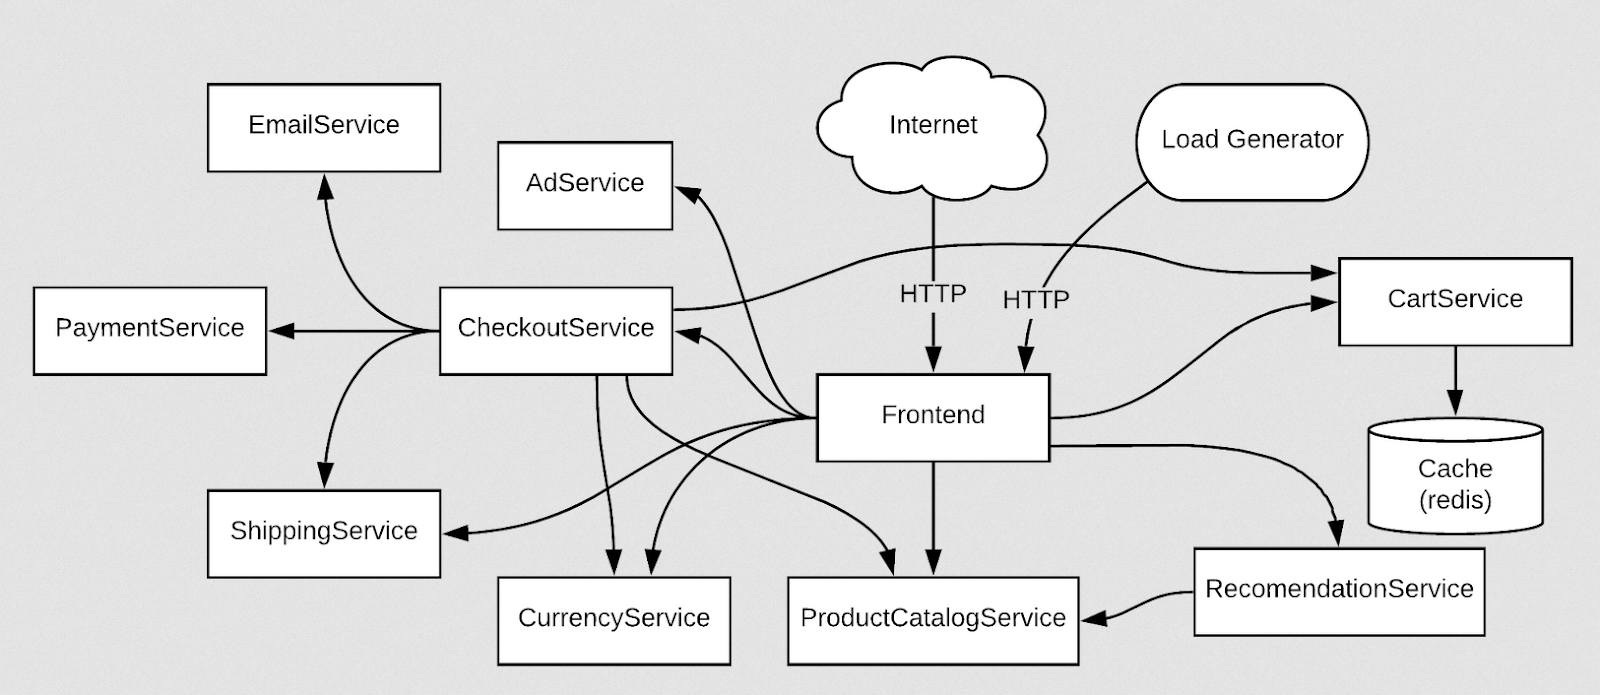 EmailService
Internet
Load Generator
AdService
HTTP
HTTP
CartService
PaymentService
CheckoutService
Frontend
Cache
(redis)
ShippingService
RecomendationService
CurrencyService
ProductCatalogService